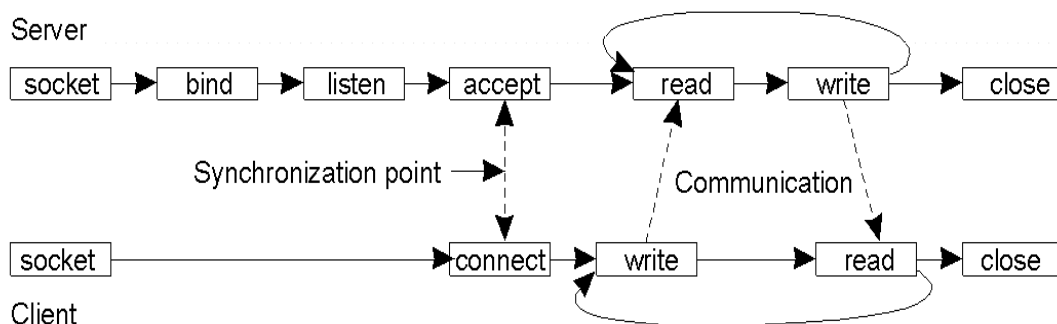 Server
socket bind listen accept read write close
Synchronization point
Communication
socket connect write read close
Client